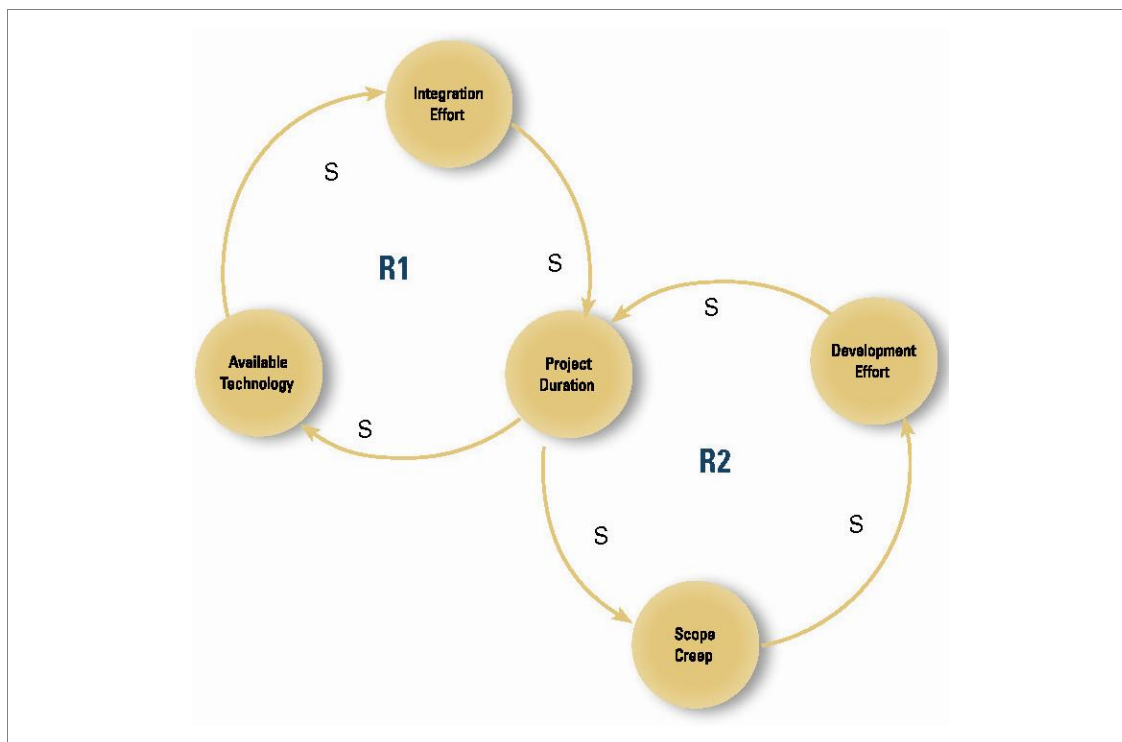 Integration
Effort
S
R1
S
S
Available
Technology
Project
Duration
Development
Effort
S
R2
S
S
Scope
Creep